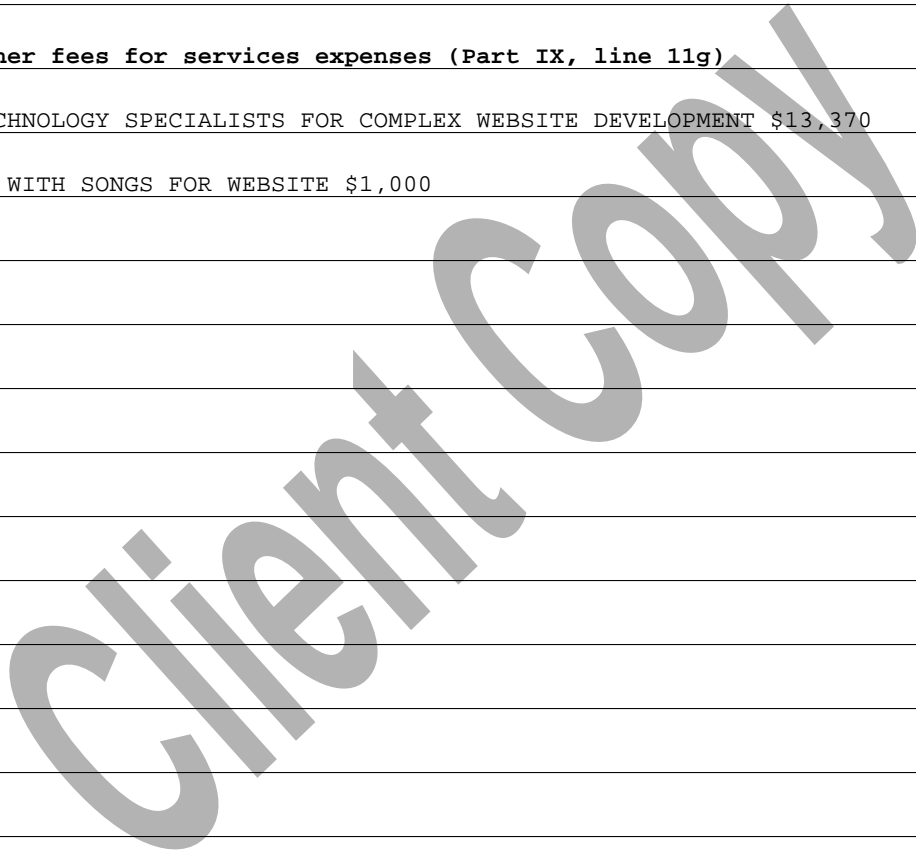 ner fees for services expenses (Part IX, line 11g)
CHNOLOGY SPECIALISTS FOR COMPLEX WEBSITE DEVELOPMENT $13,370
WITH SONGS FOR WEBSITE $1,000
Client Copy